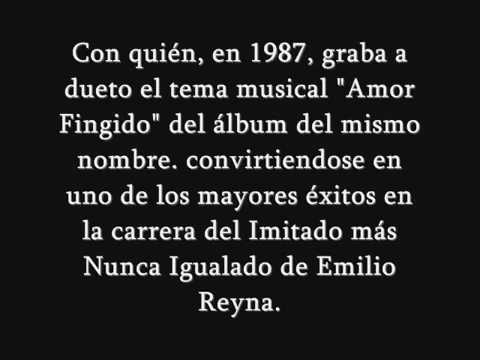 Con quién, en 1987, graba a
dueto el tema musical "Amor
Fingido" del álbum del mismo
nombre. convirtiendose en
uno de los mayores éxitos en
la carrera del Imitado más
Nunca Igualado de Emilio
Reyna.